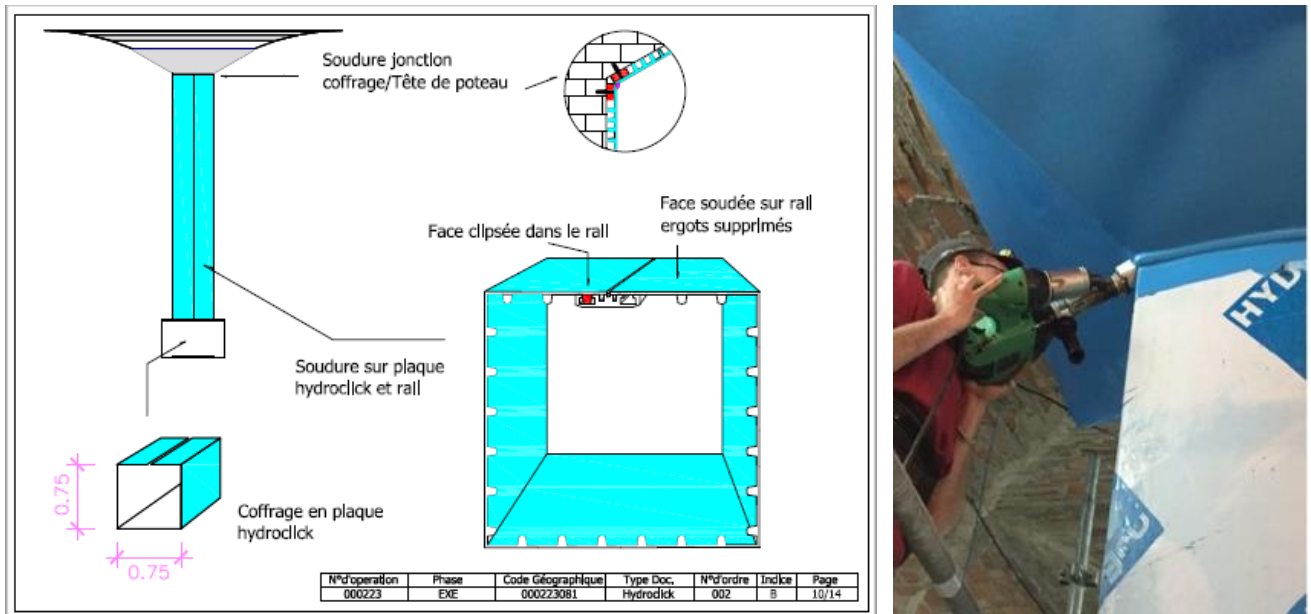 Soudure jonction
coffrage/Tête de poteau
Face soudée sur rail
ergots supprimés
Face clipsée dans le rail
Soudure sur plaque
hydroclick et rail
0.75
0.75
Coffrage en plaque
hydroclick
N°d'operation Phase Code Géographique Type Doc. N°d'ordre Indice Page
000223 EXE 000223081 Hydroclick 002 B 10/14
HYD